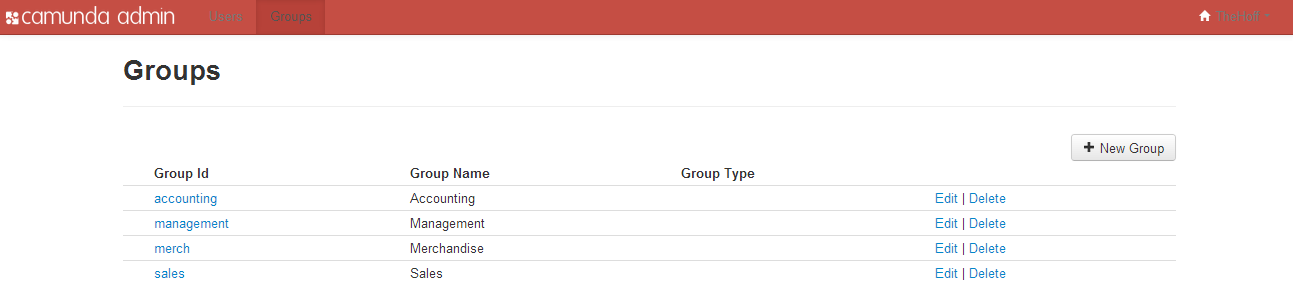 camunda admin Users Groups TheHoff
Groups
New Group
Group Id Group Name Group Type
accounting Accounting Edit | Delete
management Management Edit | Delete
merch Merchandise Edit | Delete
sales Sales Edit | Delete